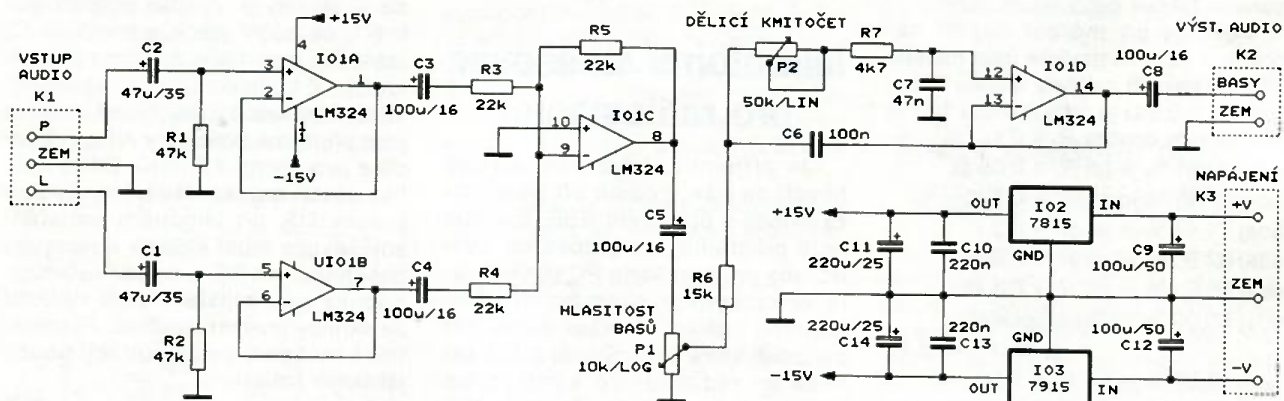 VSTUP
AUDIO
K1
P
ZEM
L
C2
47u/35
R1
47k
+15V
4
IO1A
3
2
1
11
LM324
-15V
C3
100u/16
R3
22k
R5
22k
10
9
IO1C
8
LM324
C1
47u/35
R2
47k
UIO1B
5
6
7
LM324
C4
100u/16
R4
22k
C5
100u/16
HLASITOST
BASŮ
P1
10k/LOG
R6
15k
DĚLICÍ KMITOČET
P2
50k/LIN
R7
4k7
C7
47n
C6
100n
IO1D
12
13
14
LM324
100u/16
C8
VÝST. AUDIO
K2
BASY
ZEM
NAPÁJENÍ
K3
+V
ZEM
-V
+15V
OUT
IO2
7815
IN
GND
C11
220u/25
C10
220n
C9
100u/50
220u/25
C14
220n
C13
100u/50
C12
-15V
OUT
GND
IO3
7915
IN